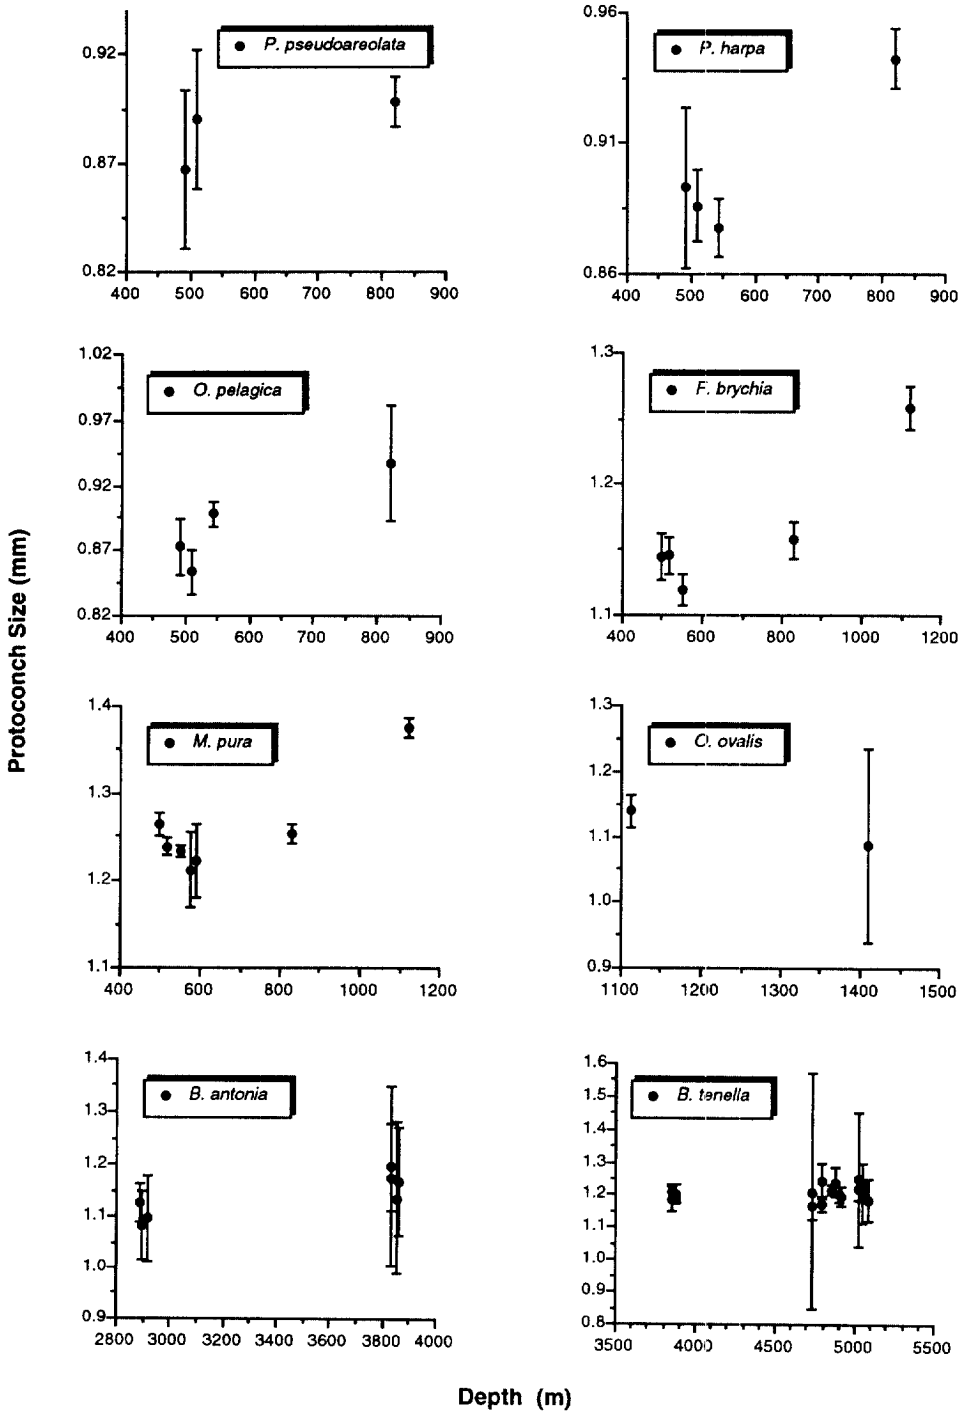 P. pseudoareolata
0.92
0.87
0.82
400 500 600 700 800 900
P. harpa
0.96
0.91
0.86
400 500 600 700 800 900
O. pelagica
1.02
0.97
0.92
0.87
0.82
400 500 600 700 800 900
F. brychia
1.3
1.2
1.1
400 600 800 1000 1200
M. pura
1.4
1.3
1.2
1.1
400 600 800 1000 1200
O. ovalis
1.3
1.2
1.1
1.0
0.9
1100 1200 1300 1400 1500
B. antonia
1.4
1.3
1.2
1.1
1.0
0.9
2800 3000 3200 3400 3600 3800 4000
B. tenella
1.6
1.5
1.4
1.3
1.2
1.1
1.0
0.9
0.8
3500 4000 4500 5000 5500
Protoconch Size (mm)
Depth (m)